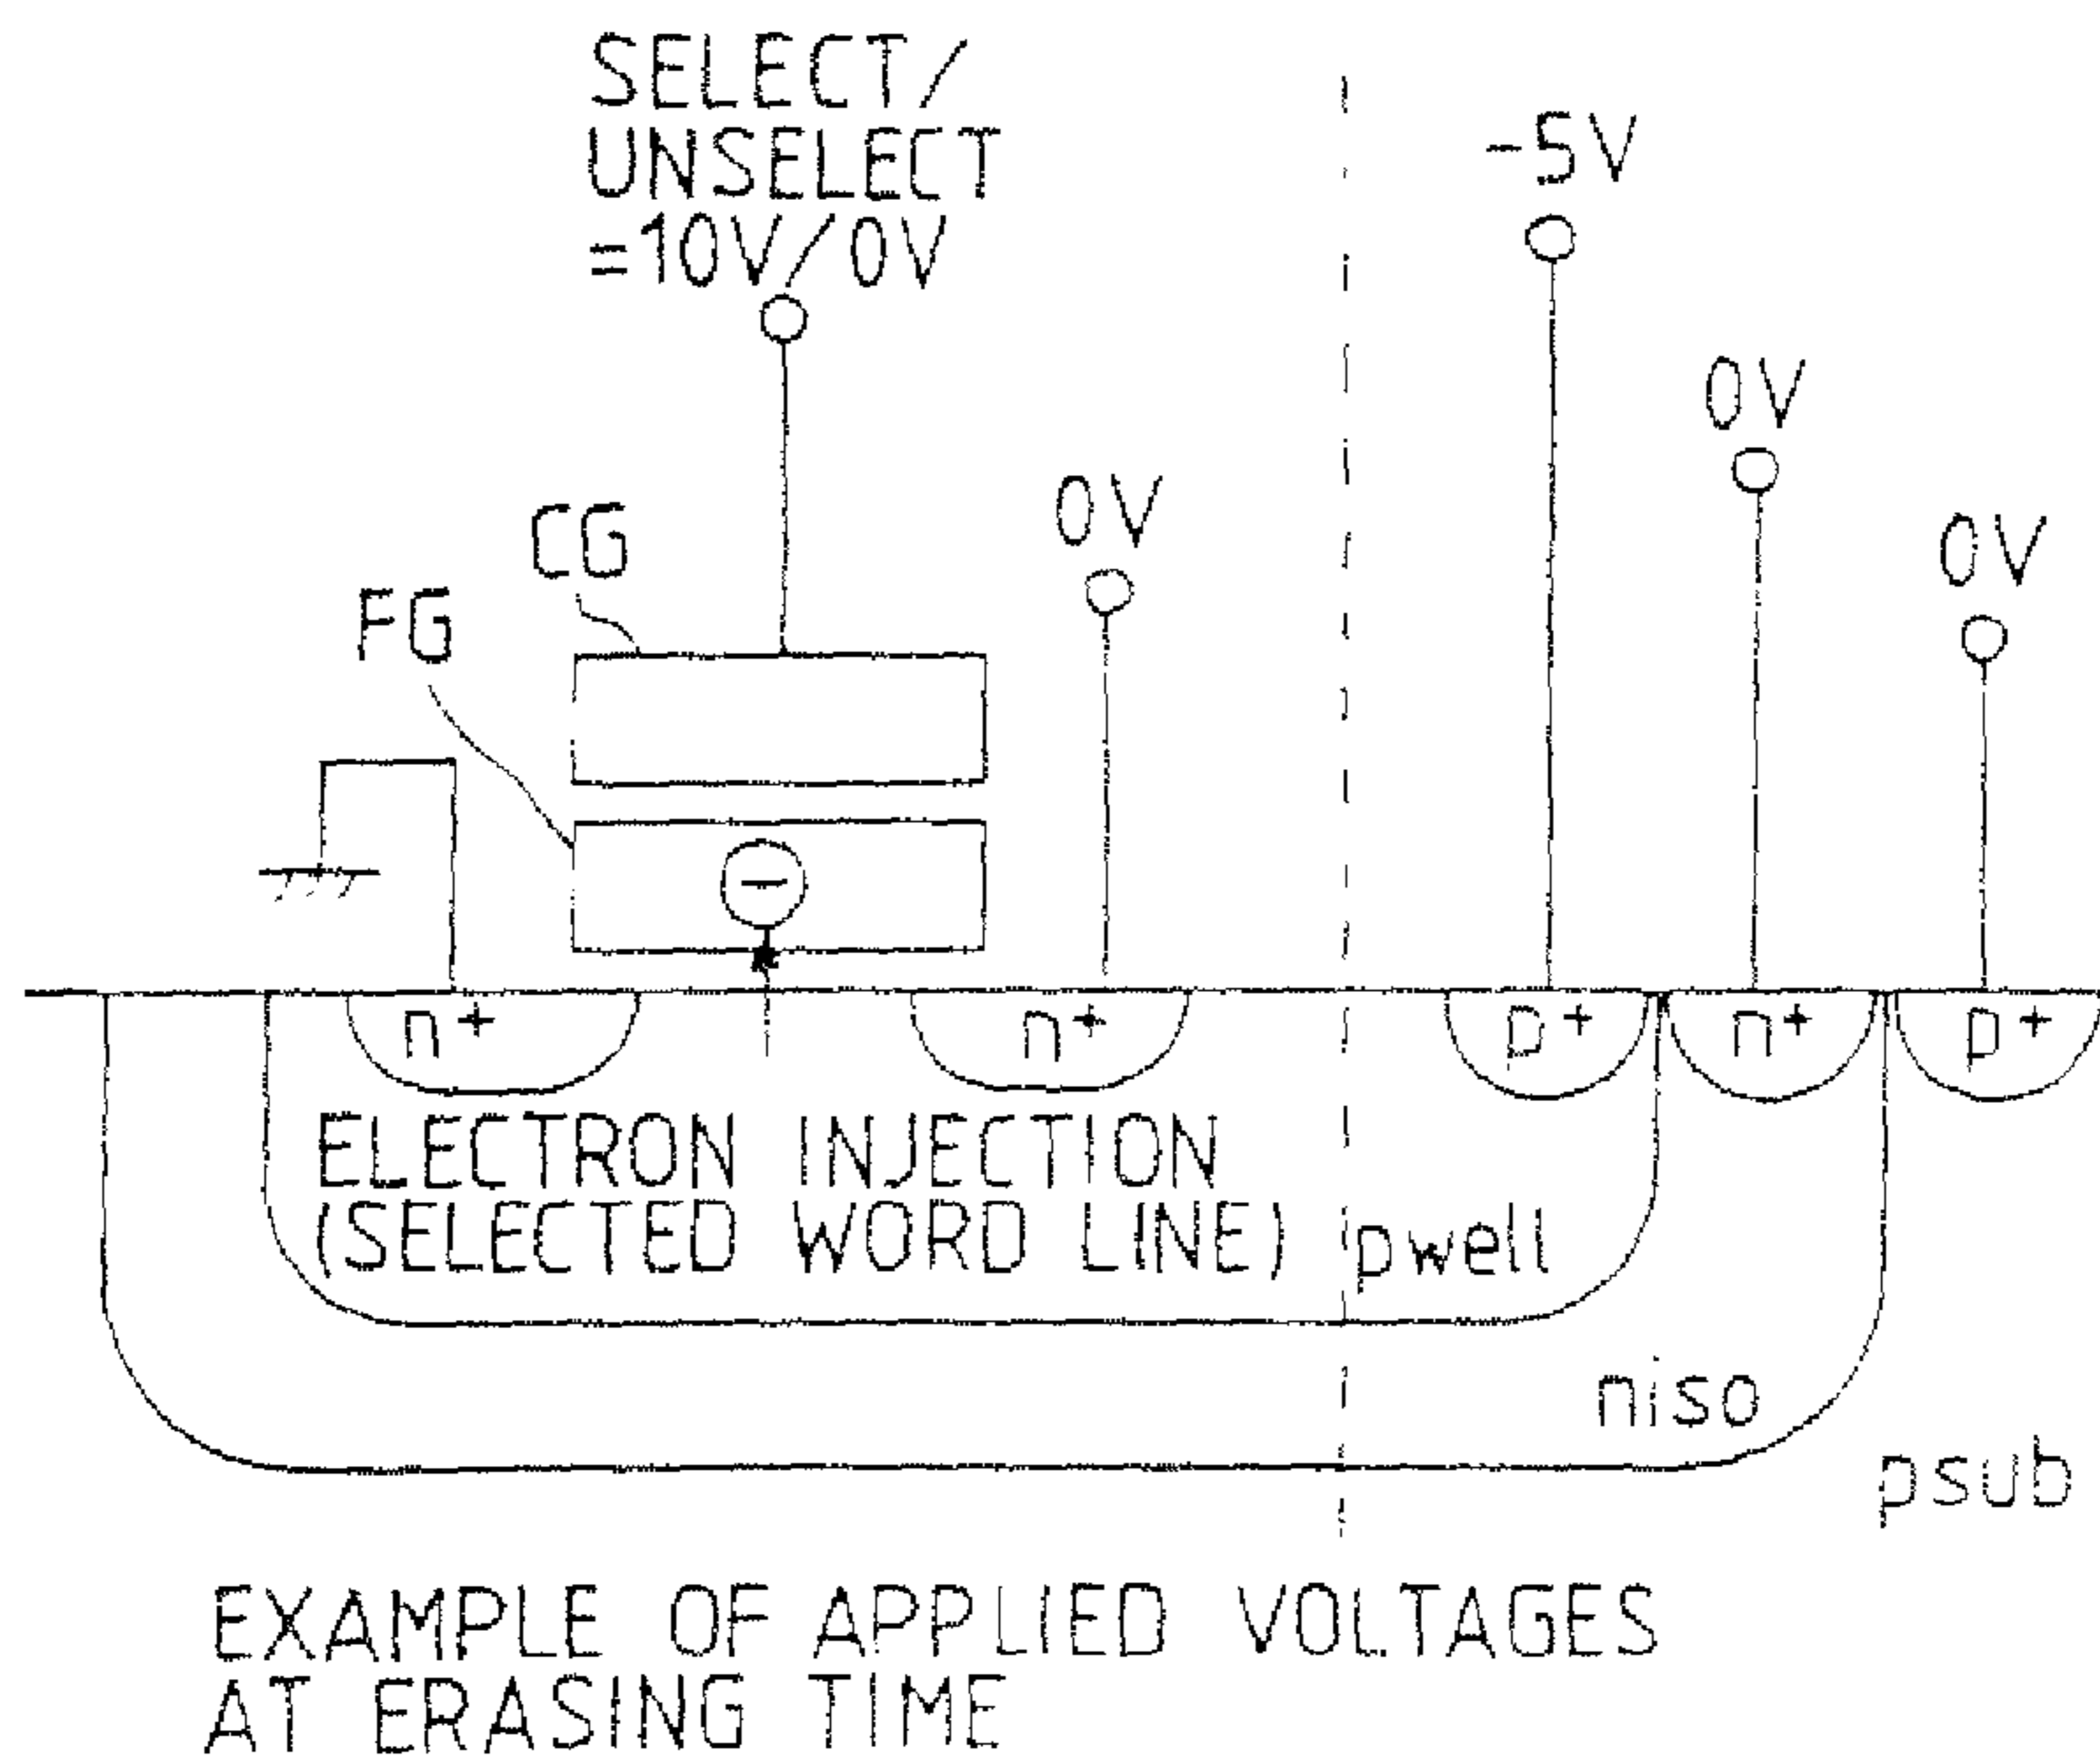 SELECT/
UNSELECT
=10V/0V
-5V
0V
0V
0V
CG
FG
n+
n+
p+
n+
p+
ELECTRON INJECTION
(SELECTED WORD LINE)
pwell
niso
psub
EXAMPLE OF APPLIED VOLTAGES
AT ERASING TIME